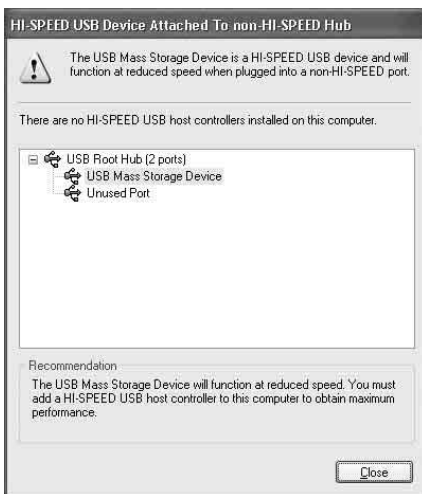 HI-SPEED USB Device Attached To non-HI-SPEED Hub
The USB Mass Storage Device is a HI-SPEED USB device and will
function at reduced speed when plugged into a non-HI-SPEED port.
There are no HI-SPEED USB host controllers installed on this computer.
USB Root Hub (2 ports)
USB Mass Storage Device
Unused Port
Recommendation
The USB Mass Storage Device will function at reduced speed. You must
add a HI-SPEED USB host controller to this computer to obtain maximum
performance.
Close